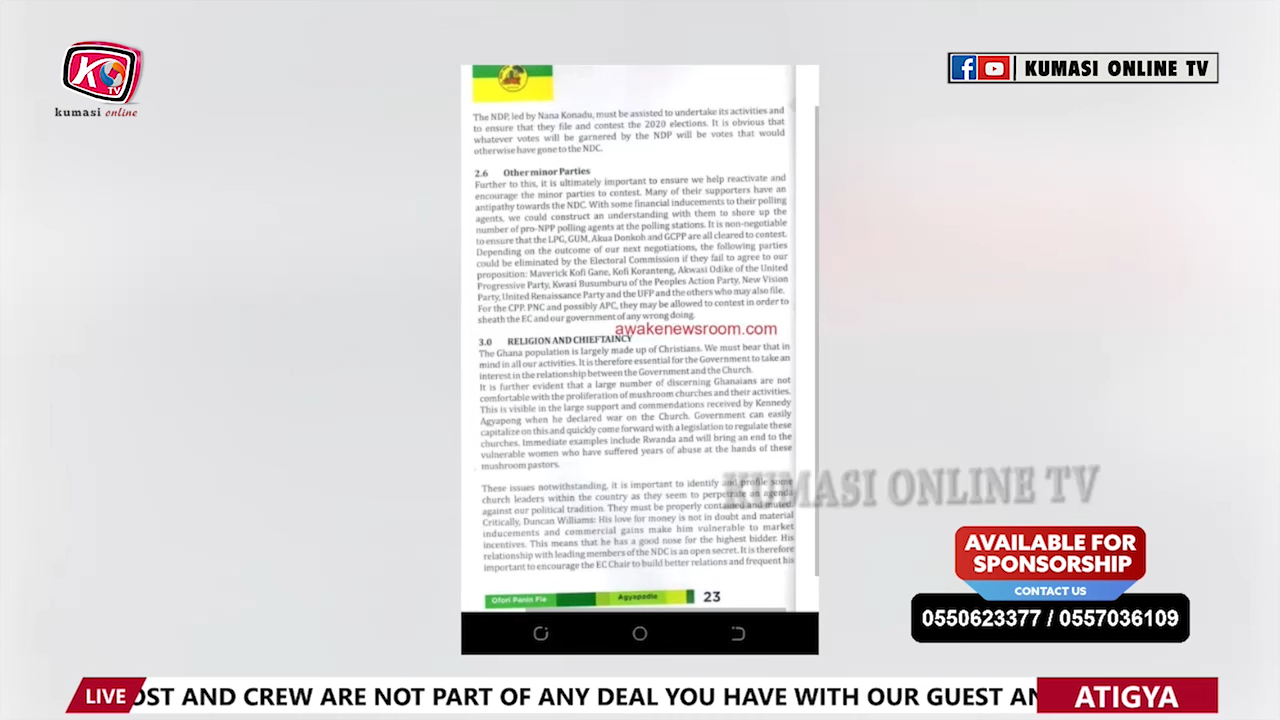 KO
TV
kumasi online
KUMASI ONLINE TV
The NDP, led by Nana Konadu, must be assisted to undertake its activities and
to ensure that they file and contest the 2020 elections. It is obvious that
whatever votes will be garnered by the NDP will be votes that would
otherwise have gone to the NDC.
2.6 Other minor Parties
Further to this, it is ultimately important to ensure we help reactivate and
encourage the minor parties to contest. Many of their supporters have an
antipathy towards the NDC. With some financial inducements to their polling
agents, we could construct an understanding with them to shore up the
number of pro-NPP polling agents at the polling stations. It is non-negotiable
to ensure that the LPG, GUM, Akua Donkoh and GCPP are all cleared to contest.
Depending on the outcome of our next negotiations, the following parties
could be eliminated by the Electoral Commission if they fail to agree to our
proposition: Maverick Kofi Gane, Kofi Koranteng, Akwasi Odike of the United
Progressive Party, Kwasi Busumburu of the Peoples Action Party, New Vision
Party, United Renaissance Party and the UFP and the others who may also file.
For the CPP, PNC and possibly APC, they may be allowed to contest in order to
sheath the EC and our government of any wrong doing.
awakenewsroom.com
3.0 RELIGION AND CHIEFTAINCY
The Ghana population is largely made up of Christians. We must bear that in
mind in all our activities. It is therefore essential for the Government to take an
interest in the relationship between the Government and the Church.
It is further evident that a large number of discerning Ghanaians are not
comfortable with the proliferation of mushroom churches and their activities.
This is visible in the large support and commendations received by Kennedy
Agyapong when he declared war on the Church. Government can easily
capitalize on this and quickly come forward with a legislation to regulate these
churches. Immediate examples include Rwanda and will bring an end to the
vulnerable women who have suffered years of abuse at the hands of these
mushroom pastors.
These issues notwithstanding, it is important to identify and profile some
church leaders within the country as they seem to perpetrate an agenda
against our political tradition. They must be properly contained and muted.
Critically, Duncan Williams: His love for money is not in doubt and material
inducements and commercial gains make him vulnerable to market
incentives. This means that he has a good nose for the highest bidder. His
relationship with leading members of the NDC is an open secret. It is therefore
important to encourage the EC Chair to build better relations and frequent his
Ofori Panin Fie Agyapadie 23
KUMASI ONLINE TV
AVAILABLE FOR
SPONSORSHIP
CONTACT US
0550623377 / 0557036109
LIVE OST AND CREW ARE NOT PART OF ANY DEAL YOU HAVE WITH OUR GUEST AN
ATIGYA